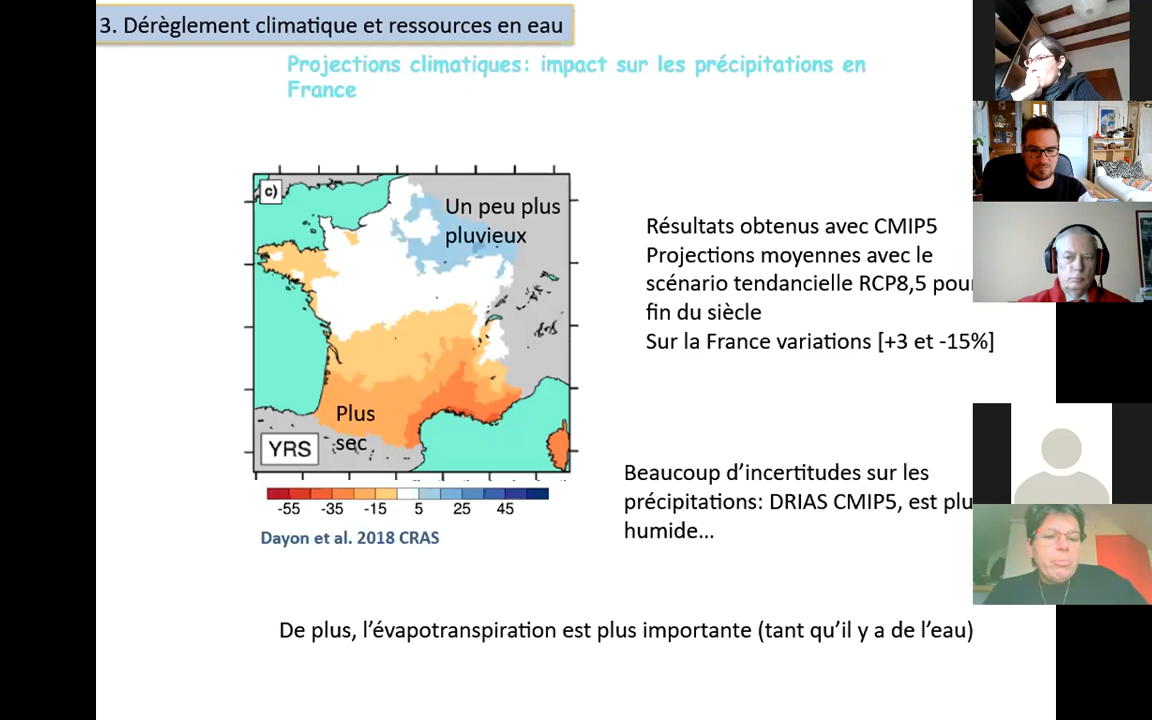 3. Dérèglement climatique et ressources en eau
Projections climatiques: impact sur les précipitations en
France
c)
Un peu plus
pluvieux
Plus
sec
YRS
-55 -35 -15 5 25 45
Dayon et al. 2018 CRAS
Résultats obtenus avec CMIP5
Projections moyennes avec le
scénario tendancielle RCP8,5 pour
fin du siècle
Sur la France variations [+3 et -15%]
Beaucoup d’incertitudes sur les
précipitations: DRIAS CMIP5, est plu
humide…
De plus, l’évapotranspiration est plus importante (tant qu’il y a de l’eau)